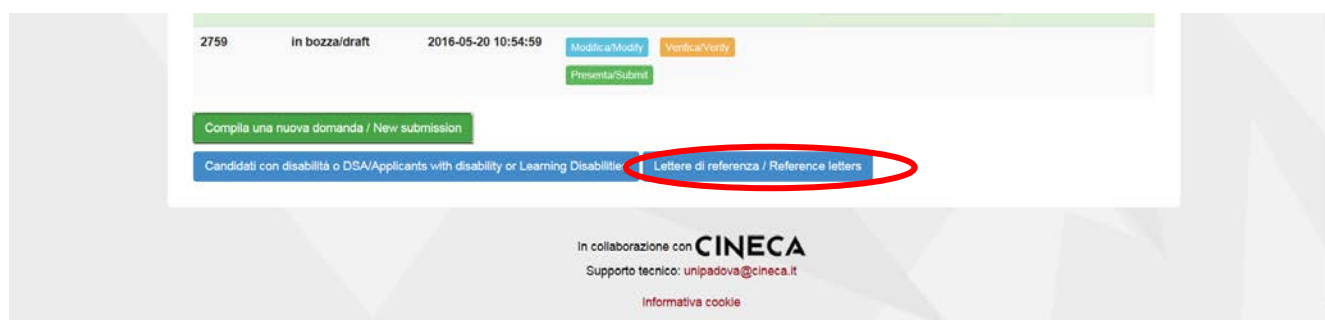 2759 in bozza/draft 2016-05-20 10:54:59 Modifica/Modify Verifica/Verify
Presenta/Submit
Compila una nuova domanda / New submission
Candidati con disabilità o DSA/Applicants with disability or Learning Disabilities Lettere di referenza / Reference letters
In collaborazione con CINECA
Supporto tecnico: unipadova@cineca.it
Informativa cookie